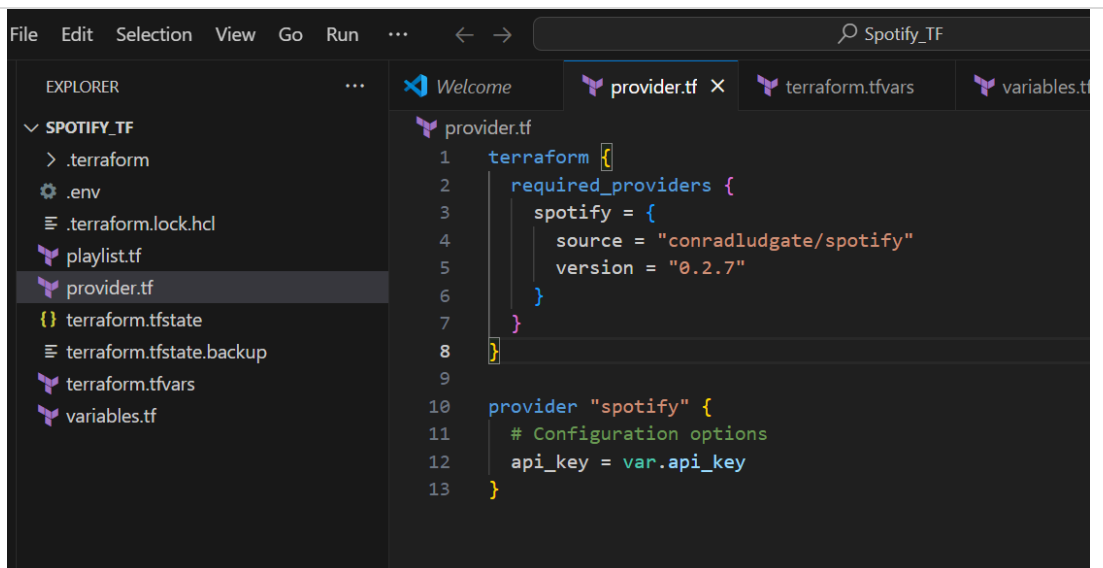 File Edit Selection View Go Run ··· ← → Spotify_TF
EXPLORER ···
SPOTIFY_TF
.terraform
.env
.terraform.lock.hcl
playlist.tf
provider.tf
terraform.tfstate
terraform.tfstate.backup
terraform.tfvars
variables.tf
Welcome provider.tf × terraform.tfvars variables.tf
provider.tf
1 terraform {
2 required_providers {
3 spotify = {
4 source = "conradludgate/spotify"
5 version = "0.2.7"
6 }
7 }
8 }
9
10 provider "spotify" {
11 # Configuration options
12 api_key = var.api_key
13 }